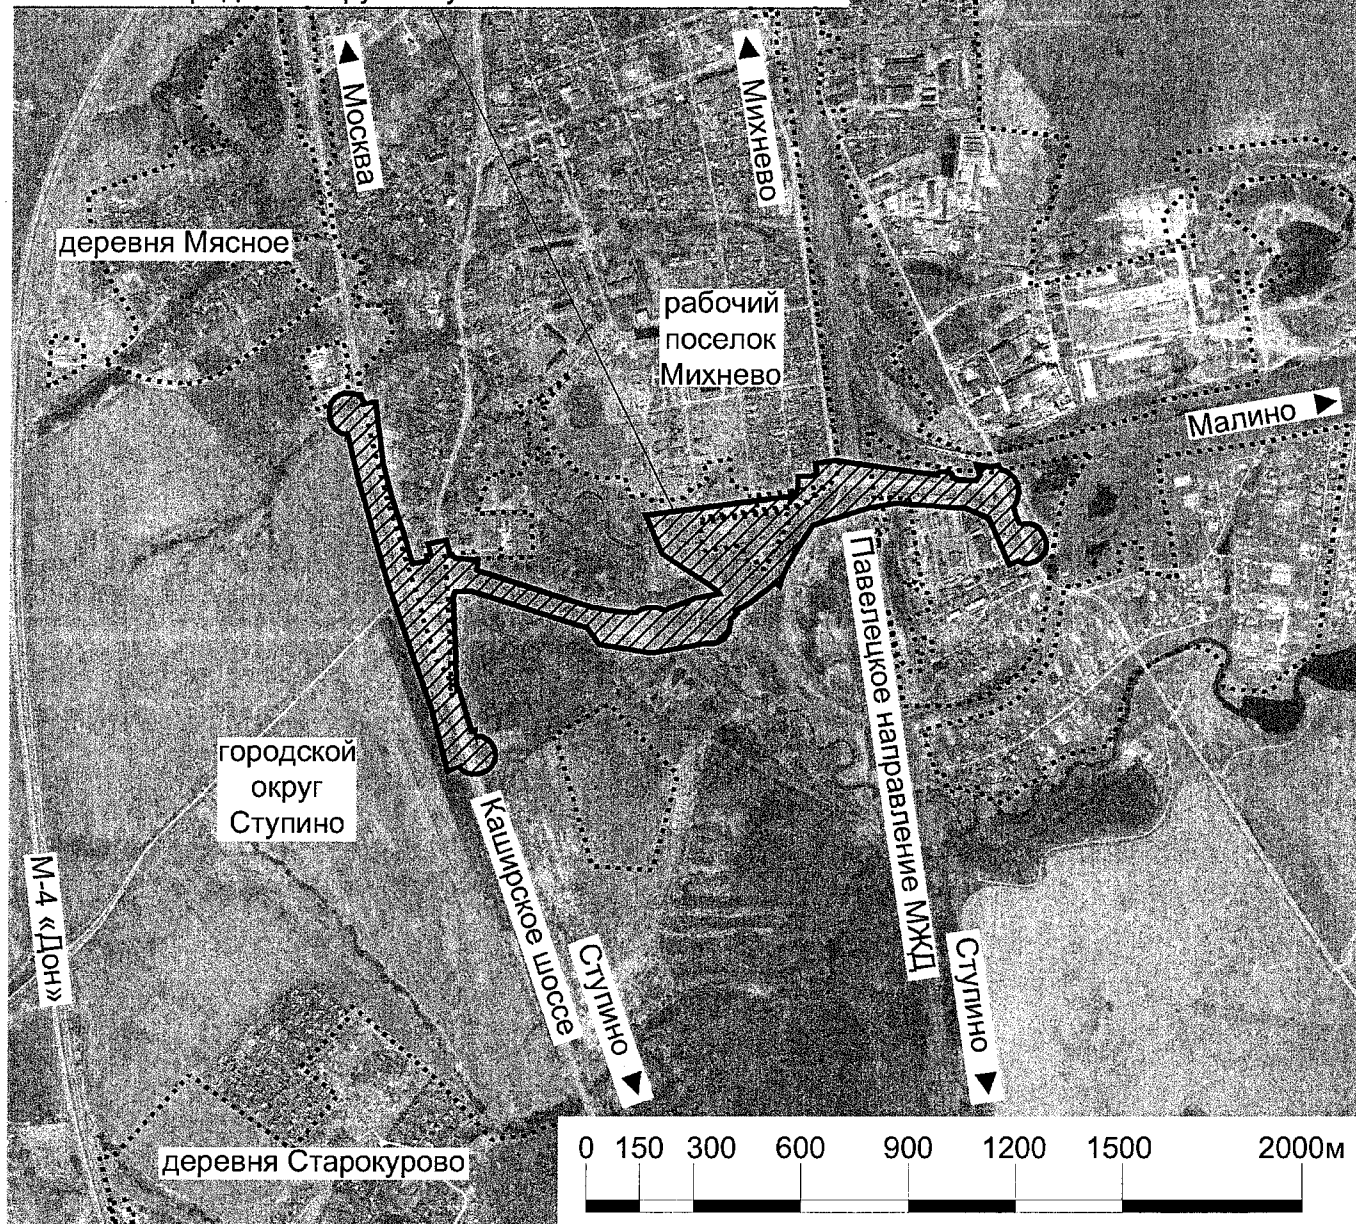 Москва
Михнево
деревня Мясное
рабочий
поселок
Михнево
Малино
Павелецкое направление МЖД
городской
округ
Ступино
Каширское шоссе
М-4 «Дон»
Ступино
Ступино
деревня Старокурово
0 150 300 600 900 1200 1500 2000м